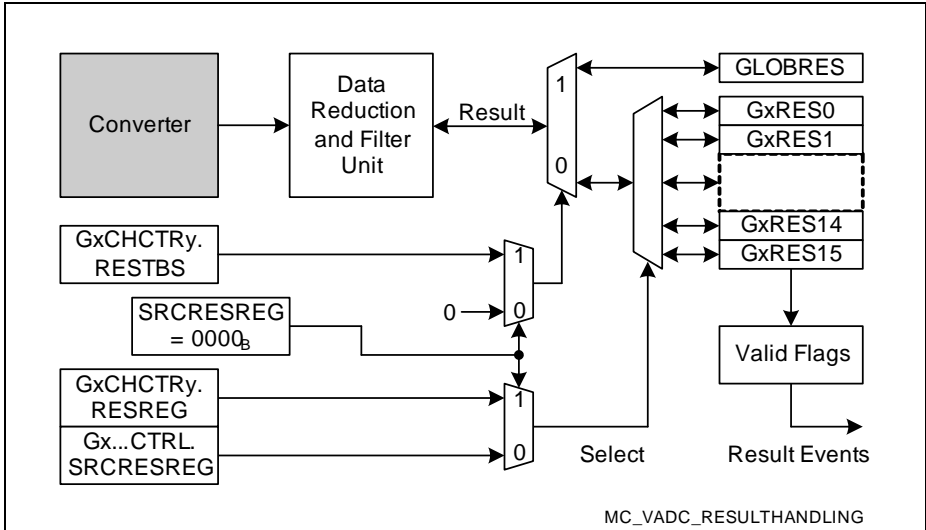 Converter
Data
Reduction
and Filter
Unit
Result
1
0
GLOBRES
GxRES0
GxRES1
GxRES14
GxRES15
GxCHCTRy.
RESTBS
1
0
0
SRCRESREG
= 0000B
GxCHCTRy.
RESREG
Gx...CTRL.
SRCRESREG
1
0
Select
Valid Flags
Result Events
MC_VADC_RESULTHANDLING